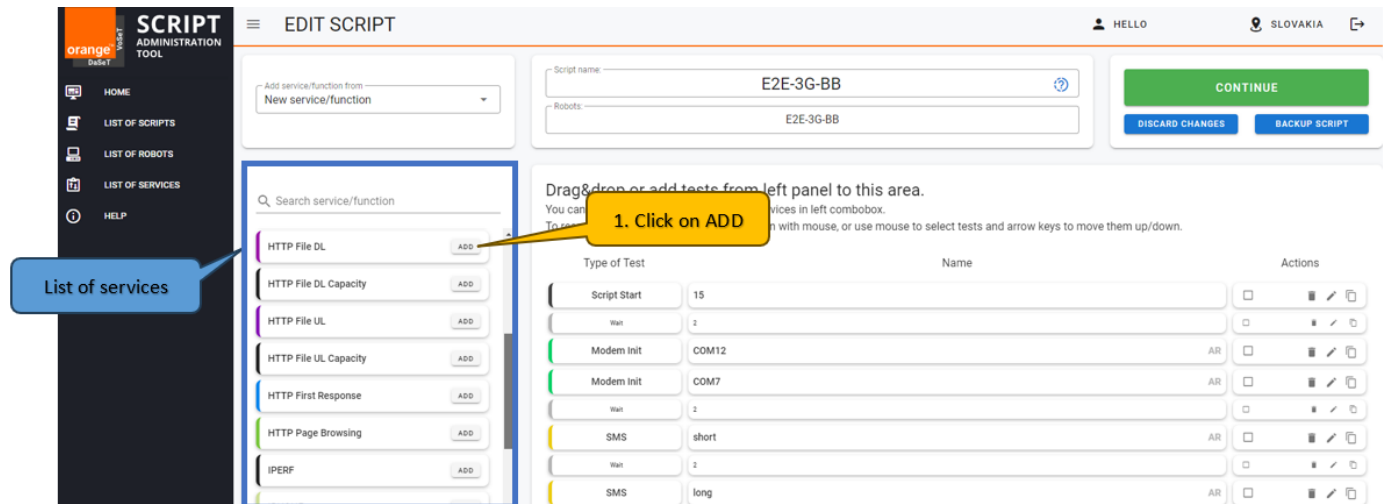 orange™
DaSeT
VoSeT
SCRIPT
ADMINISTRATION
TOOL
HOME
LIST OF SCRIPTS
LIST OF ROBOTS
LIST OF SERVICES
HELP
EDIT SCRIPT
HELLO
SLOVAKIA
Add service/function from
New service/function
Script name:
E2E-3G-BB
Robots:
E2E-3G-BB
CONTINUE
DISCARD CHANGES
BACKUP SCRIPT
List of services
Search service/function
HTTP File DL ADD
HTTP File DL Capacity ADD
HTTP File UL ADD
HTTP File UL Capacity ADD
HTTP First Response ADD
HTTP Page Browsing ADD
IPERF ADD
1. Click on ADD
Drag&drop or add tests from left panel to this area.
You can vices in left combobox.
n with mouse, or use mouse to select tests and arrow keys to move them up/down.
Type of Test Name Actions
Script Start 15
Wait 2
Modem Init COM12 AR
Modem Init COM7 AR
Wait 2
SMS short AR
Wait 2
SMS long AR